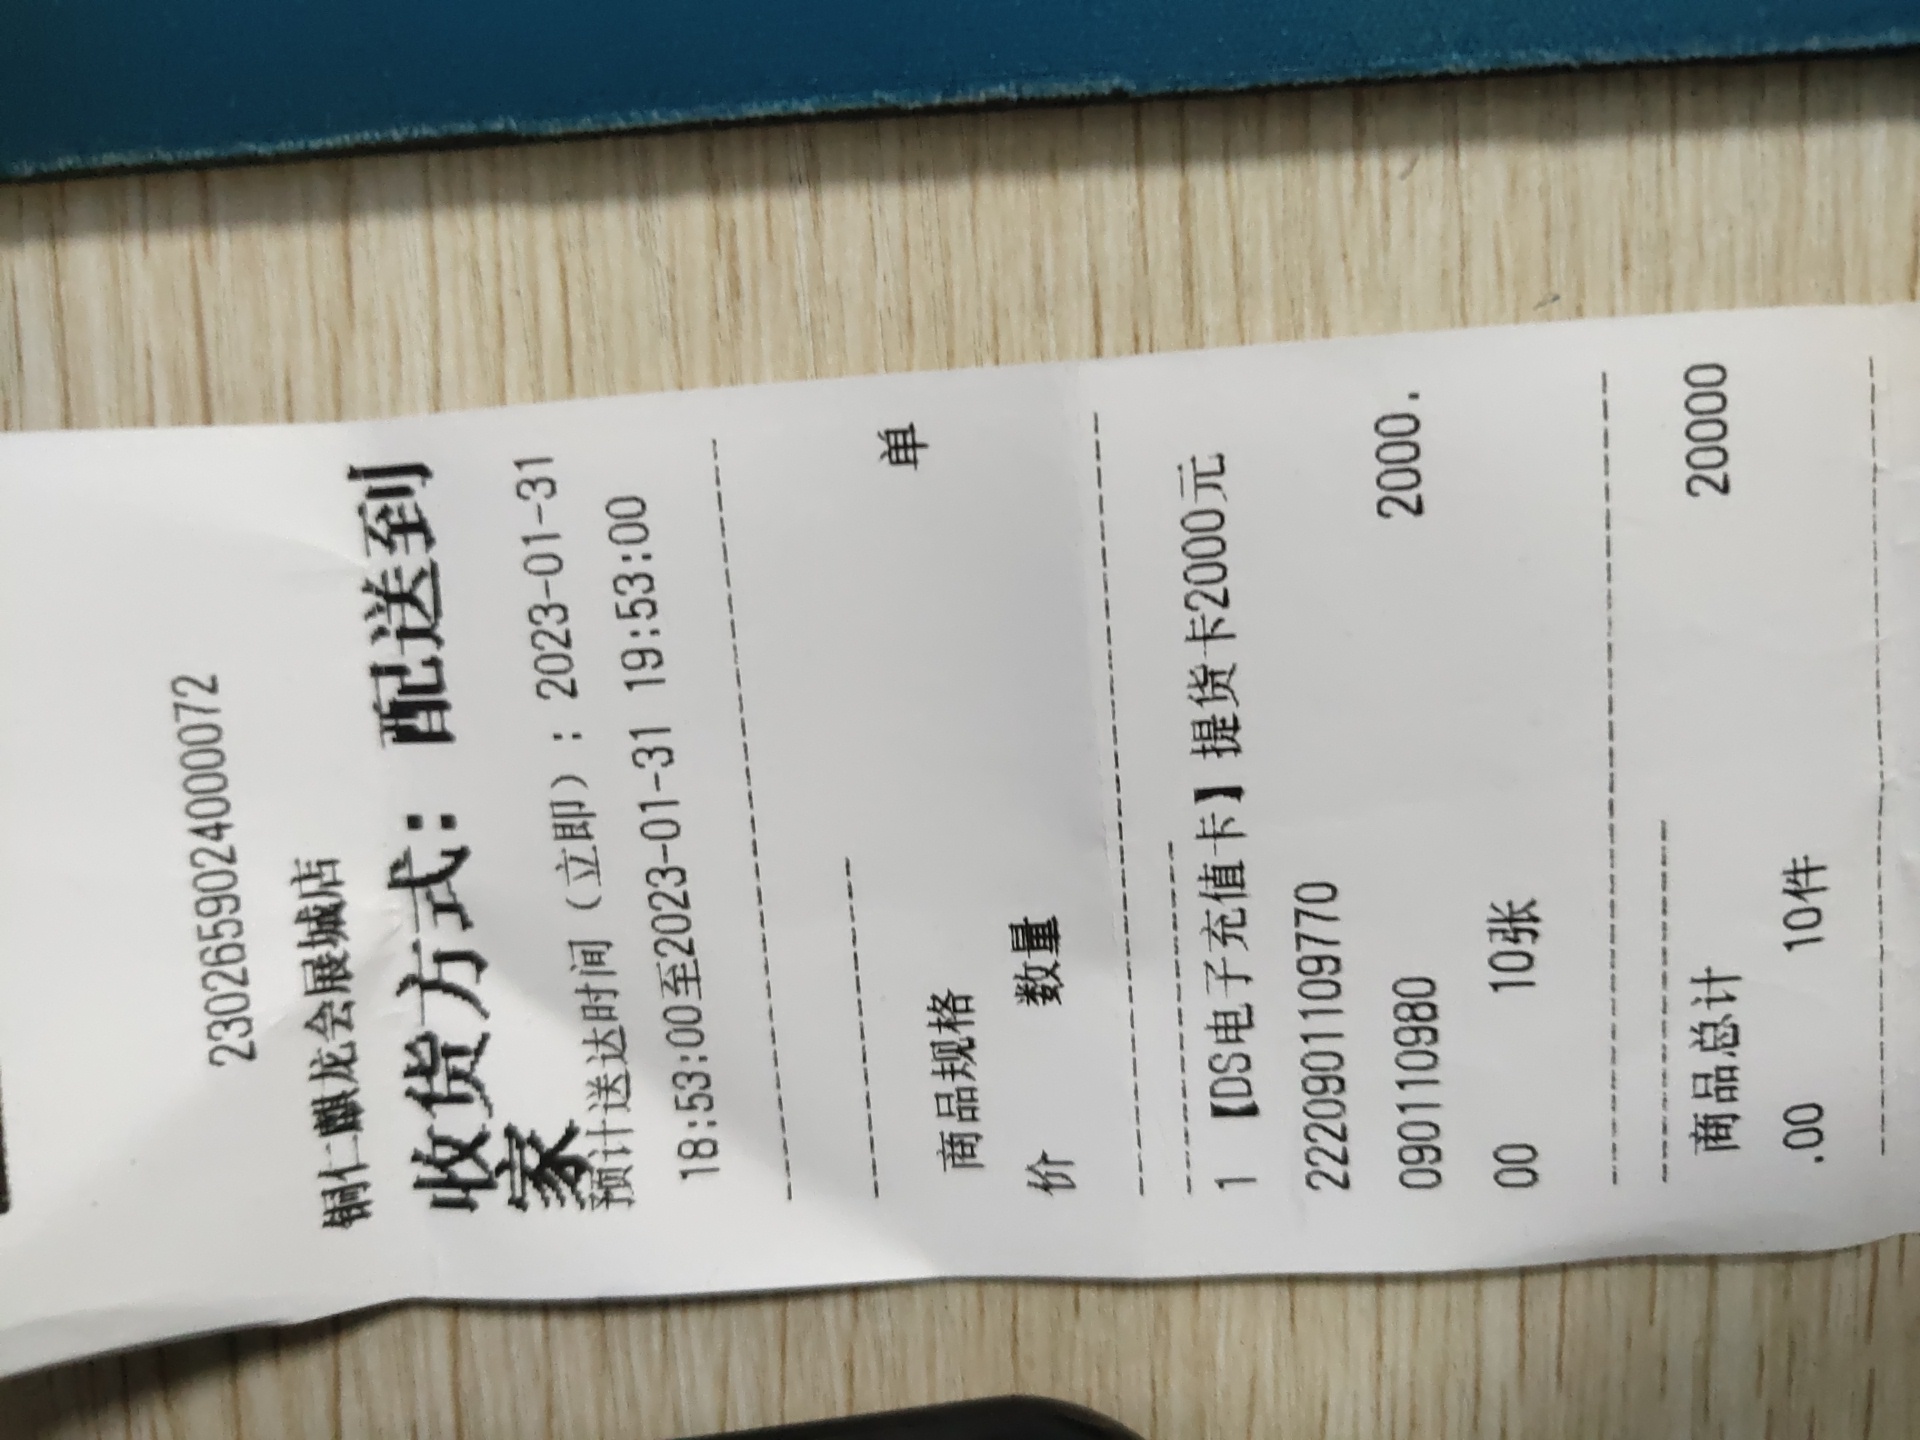 2302659024000072
铜仁麒龙会展城店
收货方式：配送至到
家
预计送达时间（立即）：2023-01-31
18:53:00至2023-01-31 19:53:00
商品规格 单
价 数量
1 【DS电子充值卡】提货卡2000元
2220901109770
0901110980 2000.
00 10张
商品总计 20000
.00 10件